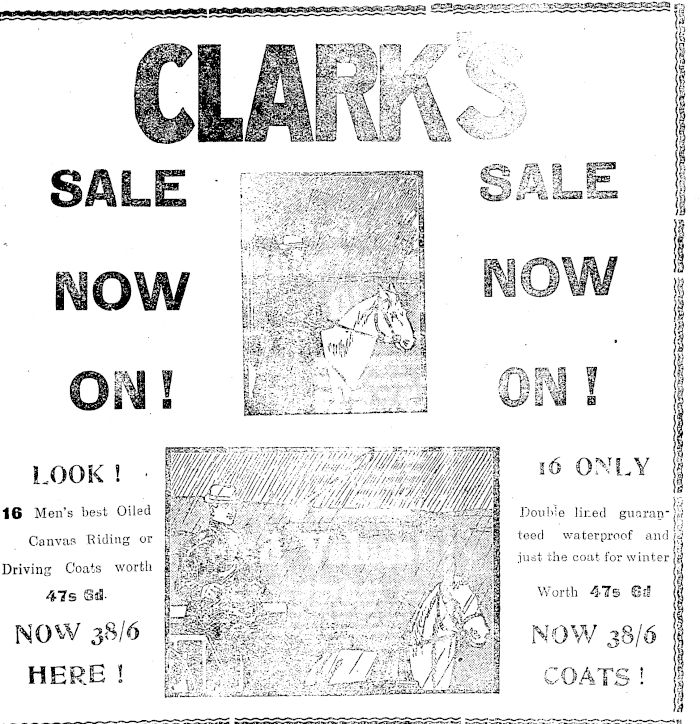 CLARK'S
SALE
NOW
ON!
SALE
NOW
ON!
LOOK!
16 Men's best Oiled
Canvas Riding or
Driving Coats worth
47s 6d.
NOW 38/6
HERE!
16 ONLY
Double lined guaran-
teed waterproof and
just the coat for winter
Worth 47s 6d
NOW 38/6
COATS!